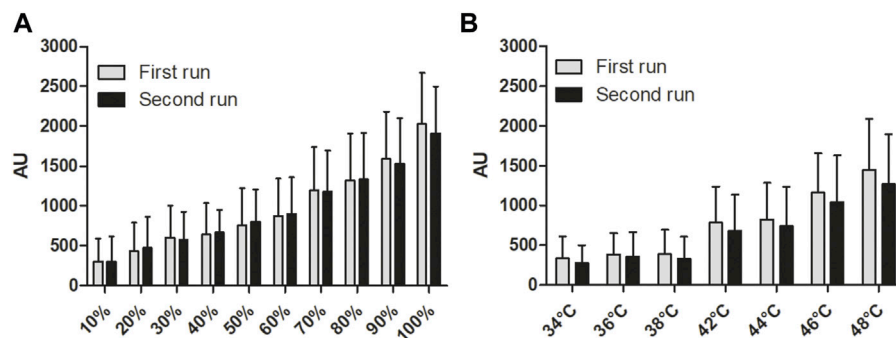 A
AU
3000
2500
2000
1500
1000
500
0
First run
Second run
10%
20%
30%
40%
50%
60%
70%
80%
90%
100%
B
AU
3000
2500
2000
1500
1000
500
0
First run
Second run
34°C
36°C
38°C
42°C
44°C
46°C
48°C